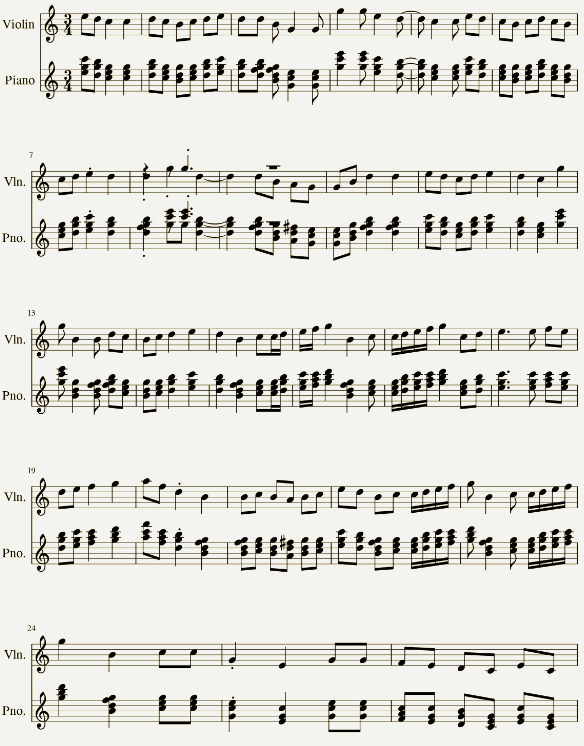 Violin
Piano
7
Vln.
Pno.
13
Vln.
Pno.
19
Vln.
Pno.
24
Vln.
Pno.